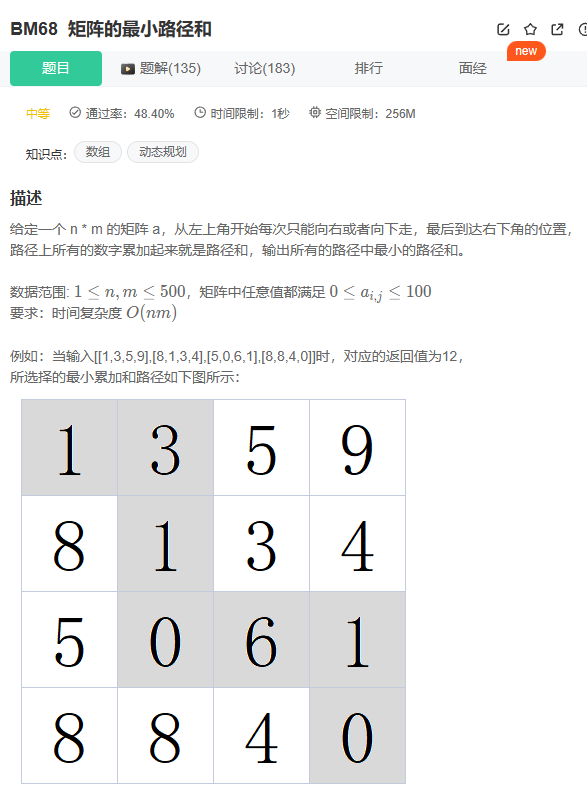 BM68 矩阵的最小路径和
new
题目 题解(135) 讨论(183) 排行 面经
中等 通过率：48.40% 时间限制：1秒 空间限制：256M
知识点： 数组 动态规划
描述
给定一个 n * m 的矩阵 a，从左上角开始每次只能向右或者向下走，最后到达右下角的位置，
路径上所有的数字累加起来就是路径和，输出所有的路径中最小的路径和。
数据范围: 1 ≤ n, m ≤ 500，矩阵中任意值都满足 0 ≤ a_{i,j} ≤ 100
要求：时间复杂度 O(nm)
例如：当输入[[1,3,5,9],[8,1,3,4],[5,0,6,1],[8,8,4,0]]时，对应的返回值为12，
所选择的最小累加和路径如下图所示：
1 3 5 9
8 1 3 4
5 0 6 1
8 8 4 0